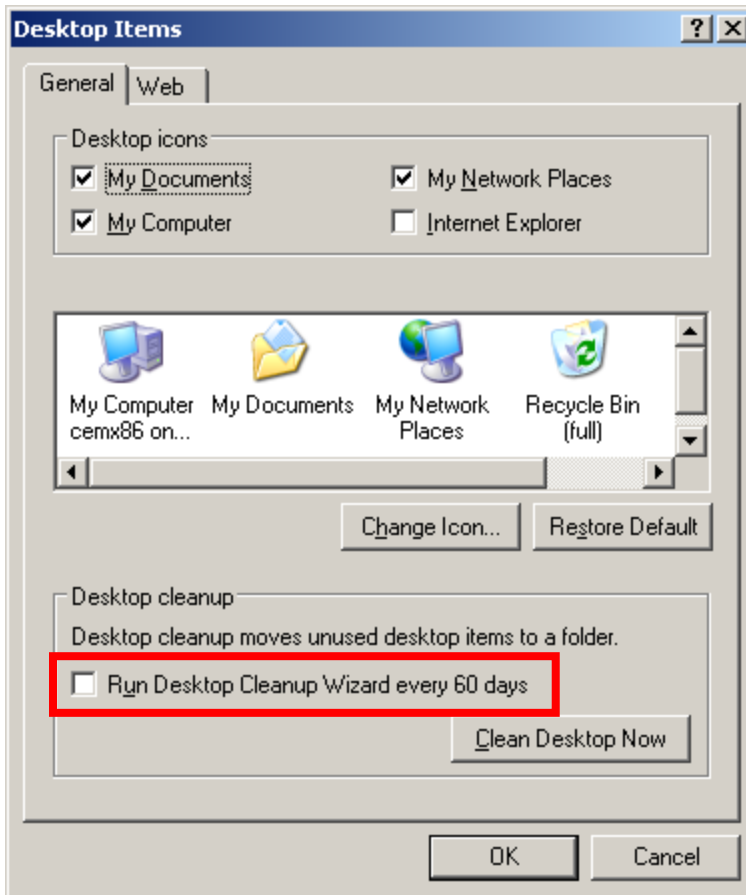 Desktop Items
General
Web
Desktop icons
My Documents
My Network Places
My Computer
Internet Explorer
My Computer
cemx86 on...
My Documents
My Network
Places
Recycle Bin
(full)
Change Icon...
Restore Default
Desktop cleanup
Desktop cleanup moves unused desktop items to a folder.
Run Desktop Cleanup Wizard every 60 days
Clean Desktop Now
OK
Cancel